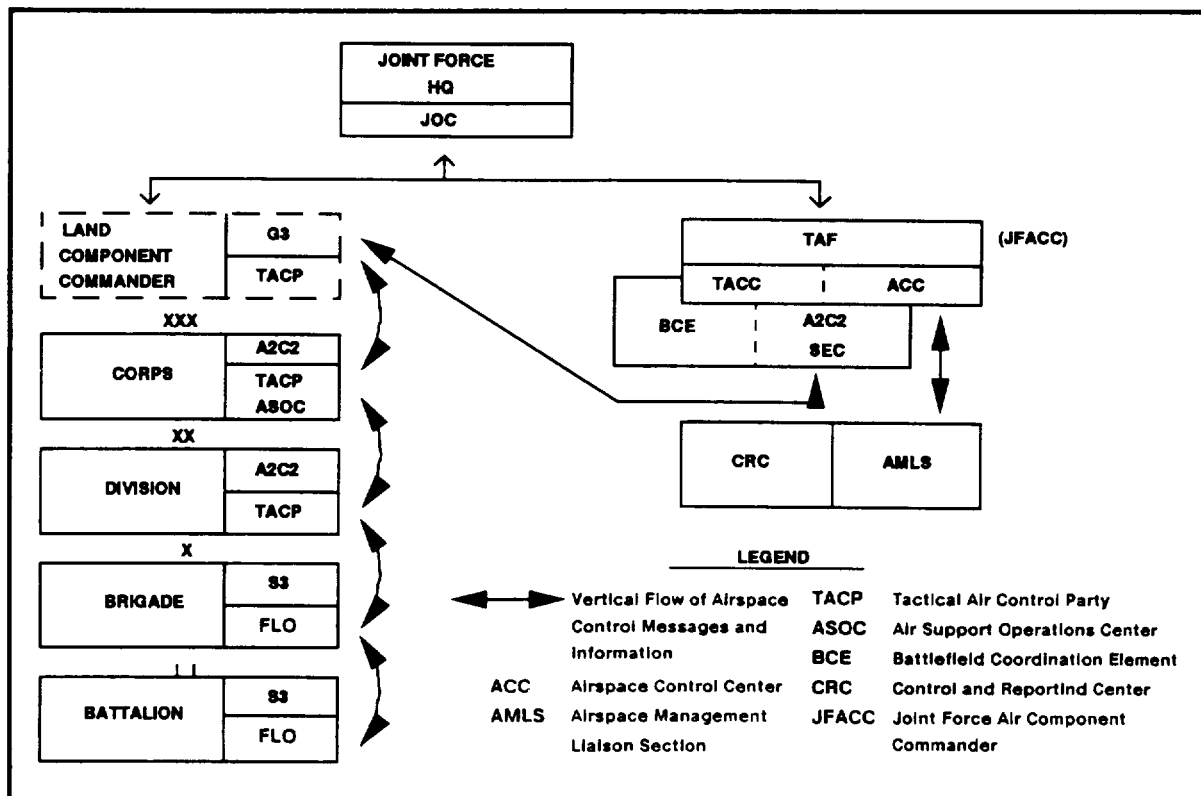 JOINT FORCE
HQ
JOC
LAND
COMPONENT
COMMANDER
G3
TACP
XXX
CORPS
A2C2
TACP
ASOC
XX
DIVISION
A2C2
TACP
X
BRIGADE
S3
FLO
BATTALION
S3
FLO
TAF
(JFACC)
TACC
ACC
BCE
A2C2
SEC
CRC
AMLS
LEGEND
Vertical Flow of Airspace
Control Messages and
Information
ACC Airspace Control Center
AMLS Airspace Management
Liaison Section
TACP Tactical Air Control Party
ASOC Air Support Operations Center
BCE Battlefield Coordination Element
CRC Control and Reportind Center
JFACC Joint Force Air Component
Commander